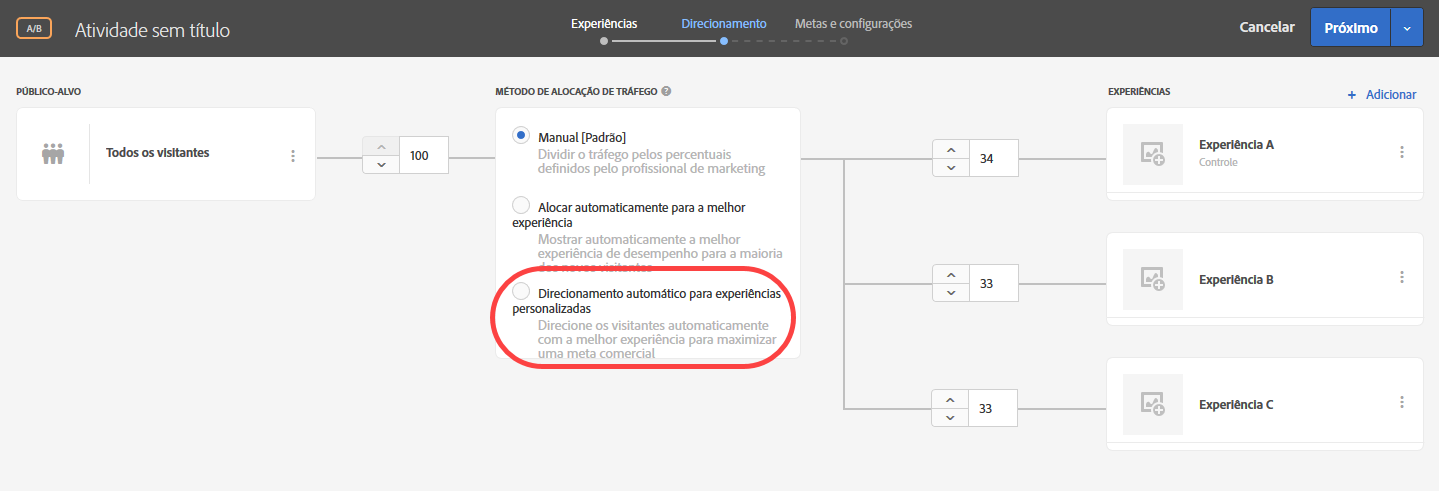 A/B
Atividade sem título
Experiências
Direcionamento
Metas e configurações
Cancelar
Próximo
PÚBLICO-ALVO
Todos os visitantes
100
MÉTODO DE ALOCAÇÃO DE TRÁFEGO ?
Manual [Padrão]
Dividir o tráfego pelos percentuais
definidos pelo profissional de marketing
Alocar automaticamente para a melhor
experiência
Mostrar automaticamente a melhor
experiência de desempenho para a maioria
dos novos visitantes
Direcionamento automático para experiências
personalizadas
Direcione os visitantes automaticamente
com a melhor experiência para maximizar
uma meta comercial
EXPERIÊNCIAS
+ Adicionar
34
Experiência A
Controle
33
Experiência B
33
Experiência C